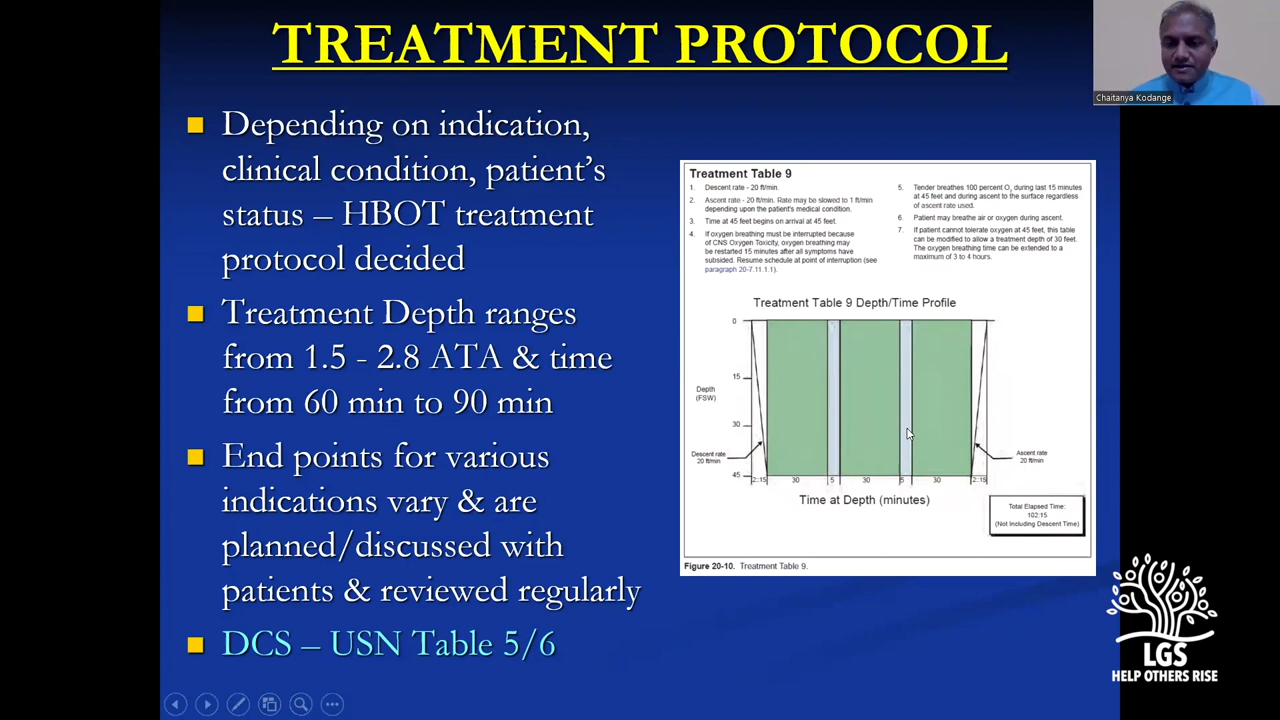 TREATMENT PROTOCOL
Chaitanya Kodange
Depending on indication,
clinical condition, patient's
status – HBOT treatment
protocol decided
Treatment Depth ranges
from 1.5 - 2.8 ATA & time
from 60 min to 90 min
End points for various
indications vary & are
planned/discussed with
patients & reviewed regularly
DCS – USN Table 5/6
Treatment Table 9
1. Descent rate - 20 ft/min.
2. Ascent rate - 20 ft/min. Rate may be slowed to 1 ft/min
depending upon the patient's medical condition.
3. Time at 45 feet begins on arrival at 45 feet.
4. If oxygen breathing must be interrupted because
of CNS Oxygen Toxicity, oxygen breathing may
be restarted 15 minutes after all symptoms have
subsided. Resume schedule at point of interruption (see
paragraph 20-7.11.1.1).
5. Tender breathes 100 percent O2 during last 15 minutes
at 45 feet and during ascent to the surface regardless
of ascent rate used.
6. Patient may breathe air or oxygen during ascent.
7. If patient cannot tolerate oxygen at 45 feet, this table
can be modified to allow a treatment depth of 30 feet.
The oxygen breathing time can be extended to a
maximum of 3 to 4 hours.
Treatment Table 9 Depth/Time Profile
0
15
Depth
(FSW)
30
Descent rate
20 ft/min
Ascent rate
20 ft/min
45
2:15 30 5 30 5 30 2:15
Time at Depth (minutes)
Total Elapsed Time:
102:15
(Not Including Descent Time)
Figure 20-10. Treatment Table 9.
LGS
HELP OTHERS RISE